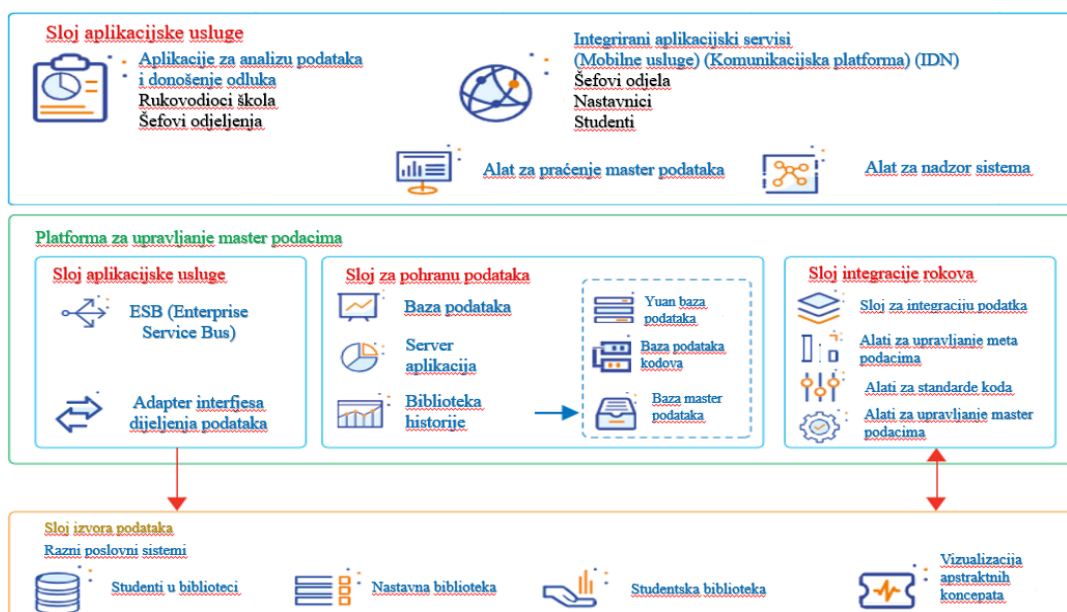 Sloj aplikacijske usluge
Aplikacije za analizu podataka
i donošenje odluka
Rukovodioci škola
Šefovi odjeljenja
Integrirani aplikacijski servisi
(Mobilne usluge) (Komunikacijska platforma) (IDN)
Šefovi odjela
Nastavnici
Studenti
Alat za praćenje master podataka
Alat za nadzor sistema
Platforma za upravljanje master podacima
Sloj aplikacijske usluge
ESB (Enterprise
Service Bus)
Adapter interfjesa
dijeljenja podataka
Sloj za pohranu podataka
Baza podataka
Server
aplikacija
Biblioteka
historije
Yuan baza
podataka
Baza podataka
kodova
Baza master
podataka
Sloj integracije rokova
Sloj za integraciju podatka
Alati za upravljanje meta
podacima
Alati za standarde koda
Alati za upravljanje master
podacima
Sloj izvora podataka
Razni poslovni sistemi
Studenti u biblioteci
Nastavna biblioteka
Studentska biblioteka
Vizualizacija
apstraktnih
koncepata